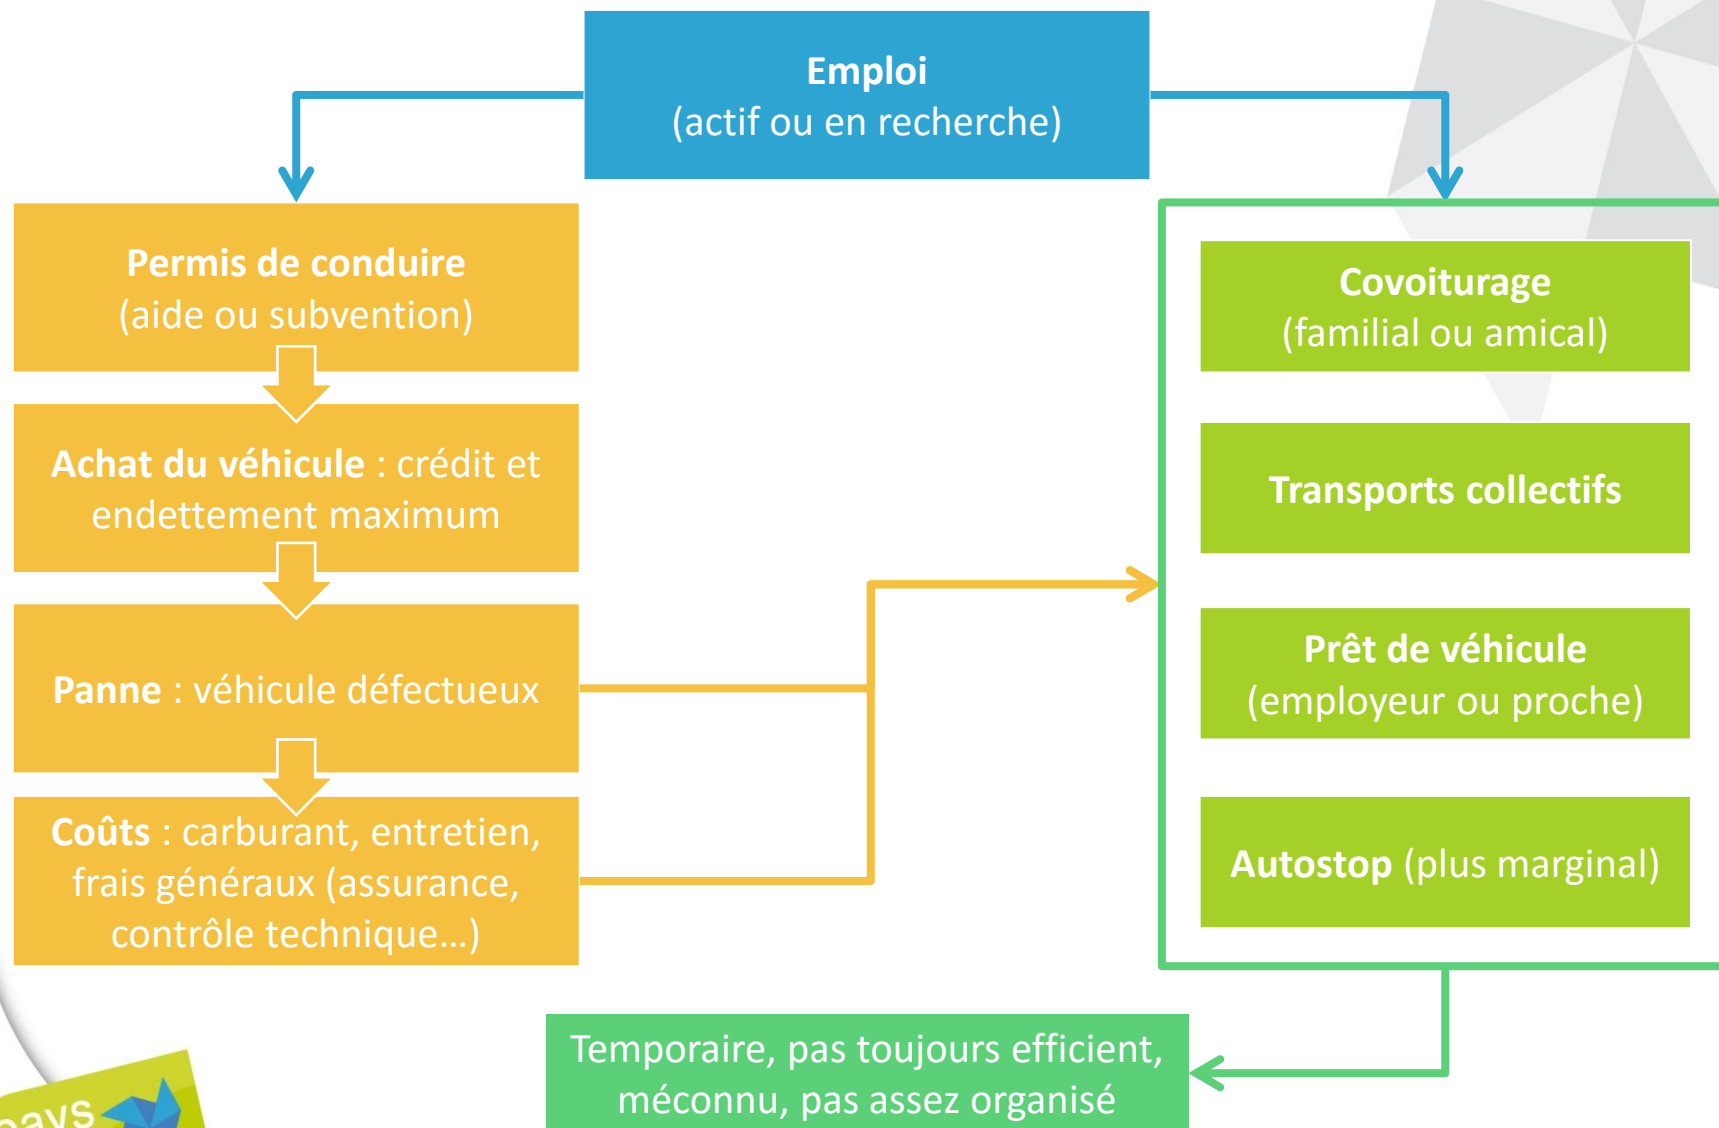 Emploi
(actif ou en recherche)
Permis de conduire
(aide ou subvention)
Achat du véhicule : crédit et
endettement maximum
Panne : véhicule défectueux
Coûts : carburant, entretien,
frais généraux (assurance,
contrôle technique…)
Covoiturage
(familial ou amical)
Transports collectifs
Prêt de véhicule
(employeur ou proche)
Autostop (plus marginal)
Temporaire, pas toujours efficient,
méconnu, pas assez organisé
pays